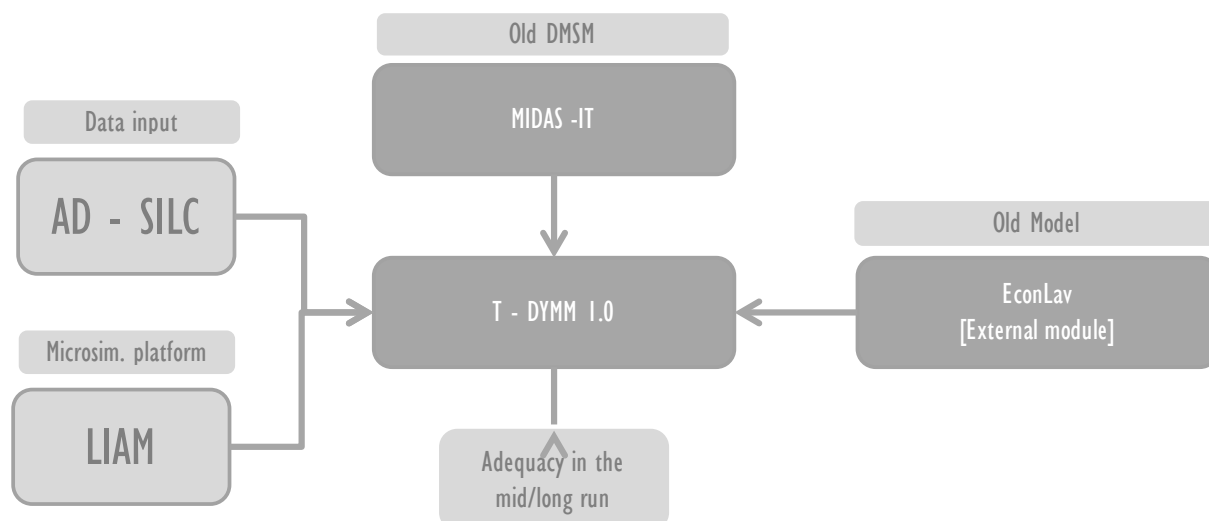 Old DMSM
MIDAS -IT
Data input
AD - SILC
Old Model
T - DYMM 1.0
EconLav
[External module]
Microsim. platform
LIAM
Adequacy in the
mid/long run